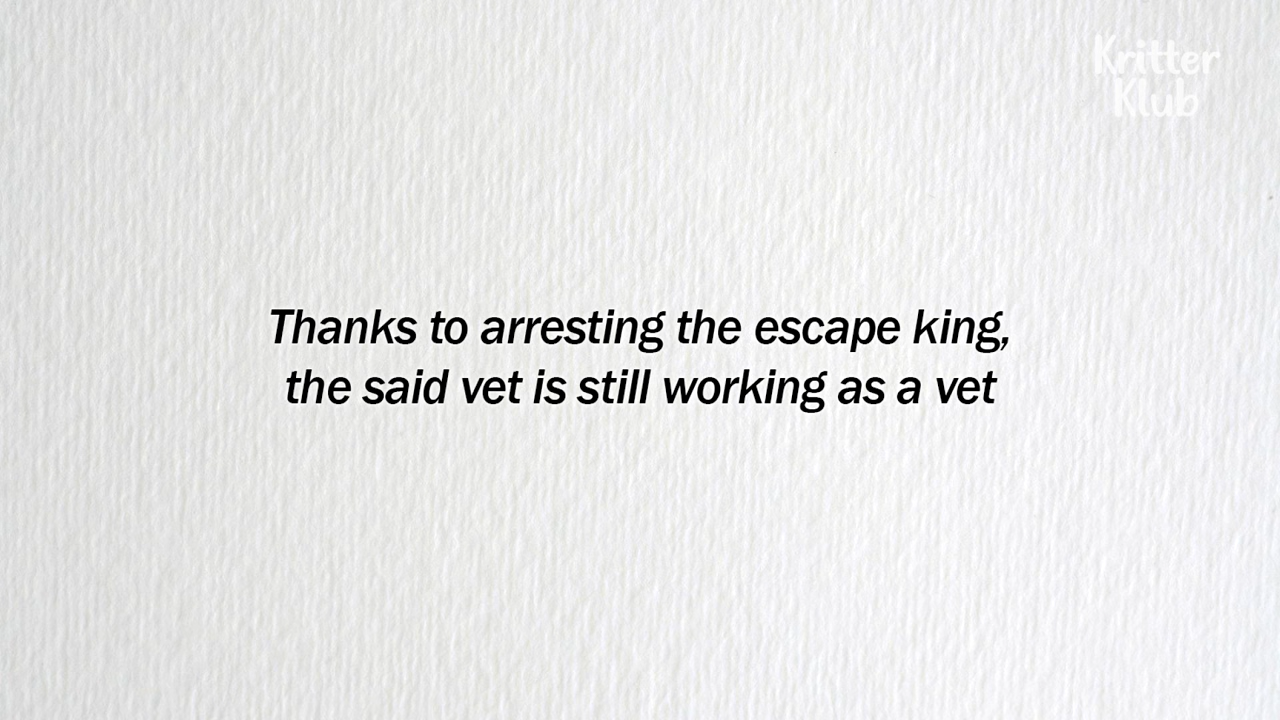 Kritter
Klub
Thanks to arresting the escape king,
the said vet is still working as a vet